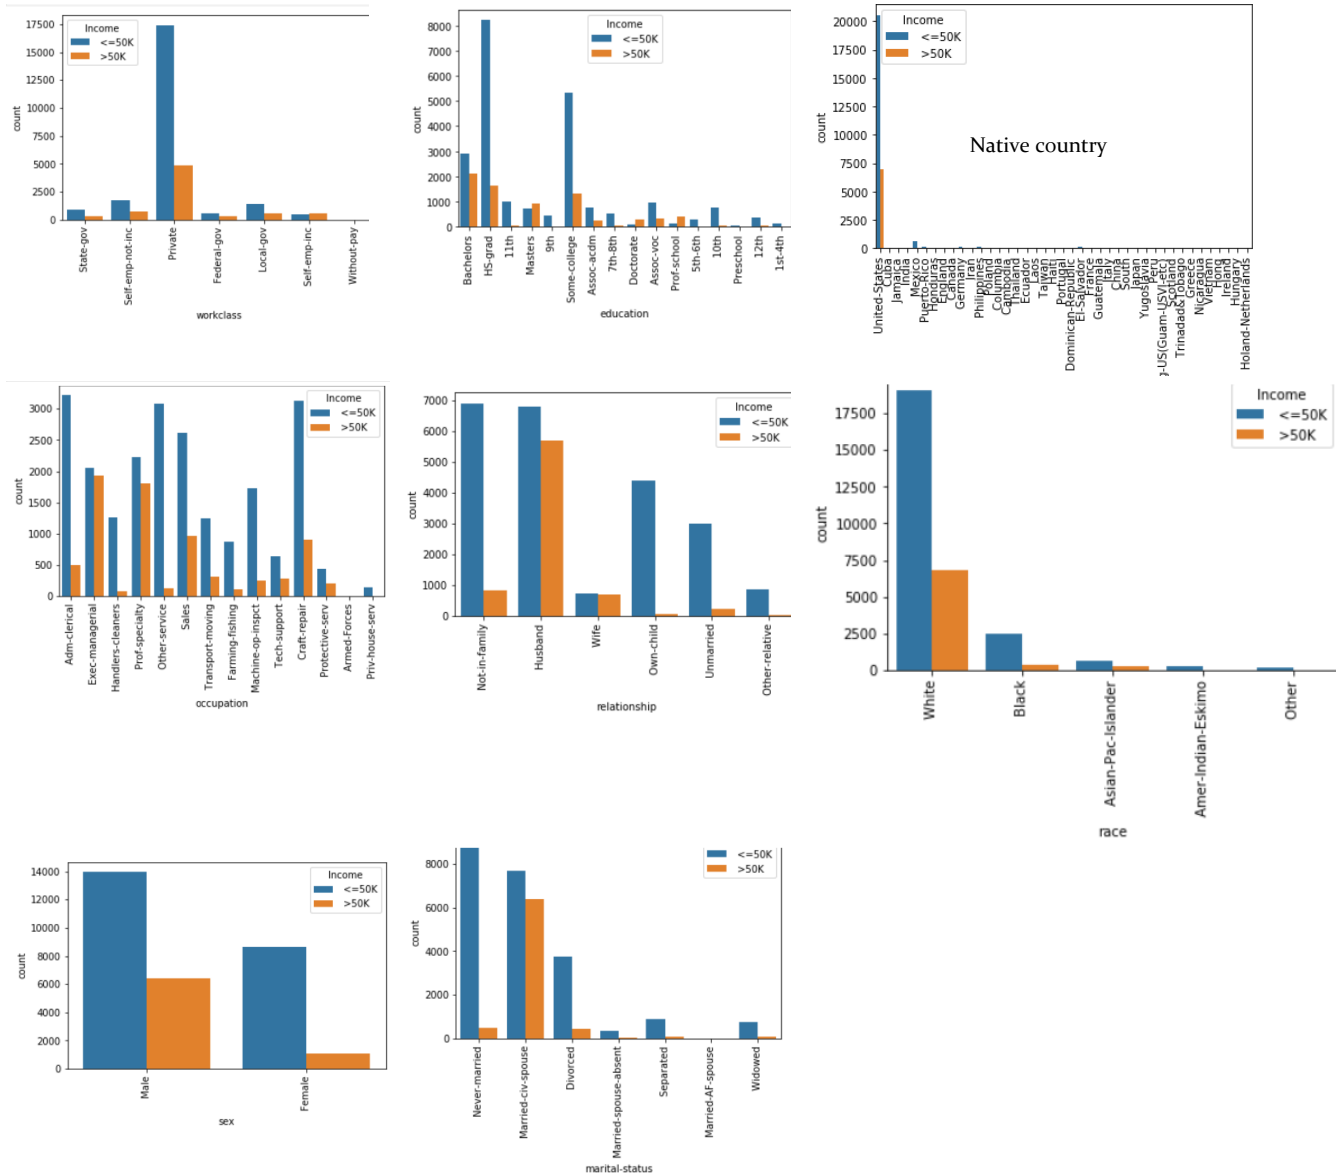 Income
<=50K
>50K
17500
15000
12500
10000
7500
5000
2500
0
count
State-gov
Self-emp-not-inc
Private
Federal-gov
Local-gov
Self-emp-inc
Without-pay
workclass
Income
<=50K
>50K
8000
7000
6000
5000
4000
3000
2000
1000
0
count
Bachelors
HS-grad
11th
Masters
9th
Some-college
Assoc-acdm
7th-8th
Doctorate
Assoc-voc
Prof-school
5th-6th
10th
Preschool
12th
1st-4th
education
Income
<=50K
>50K
20000
17500
15000
12500
10000
7500
5000
2500
0
count
Native country
United-States
Cuba
Jamaica
India
Mexico
Puerto-Rico
Honduras
England
Canada
Germany
Iran
Philippines
Poland
Columbia
Cambodia
Thailand
Ecuador
Laos
Taiwan
Haiti
Portugal
Dominican-Republic
El-Salvador
France
Guatemala
Italy
China
South
Japan
Yugoslavia
Peru
g-US(Guam-USVI-etc)
Scotland
Trinadad&Tobago
Greece
Nicaragua
Vietnam
Hong
Ireland
Hungary
Holand-Netherlands
Income
<=50K
>50K
3000
2500
2000
1500
1000
500
0
count
Adm-clerical
Exec-managerial
Handlers-cleaners
Prof-specialty
Other-service
Sales
Transport-moving
Farming-fishing
Machine-op-inspct
Tech-support
Craft-repair
Protective-serv
Armed-Forces
Priv-house-serv
occupation
Income
<=50K
>50K
7000
6000
5000
4000
3000
2000
1000
0
count
Not-in-family
Husband
Wife
Own-child
Unmarried
Other-relative
relationship
Income
<=50K
>50K
17500
15000
12500
10000
7500
5000
2500
0
count
White
Black
Asian-Pac-Islander
Amer-Indian-Eskimo
Other
race
Income
<=50K
>50K
14000
12000
10000
8000
6000
4000
2000
0
count
Male
Female
sex
<=50K
>50K
8000
6000
4000
2000
0
count
Never-married
Married-civ-spouse
Divorced
Married-spouse-absent
Separated
Married-AF-spouse
Widowed
marital-status